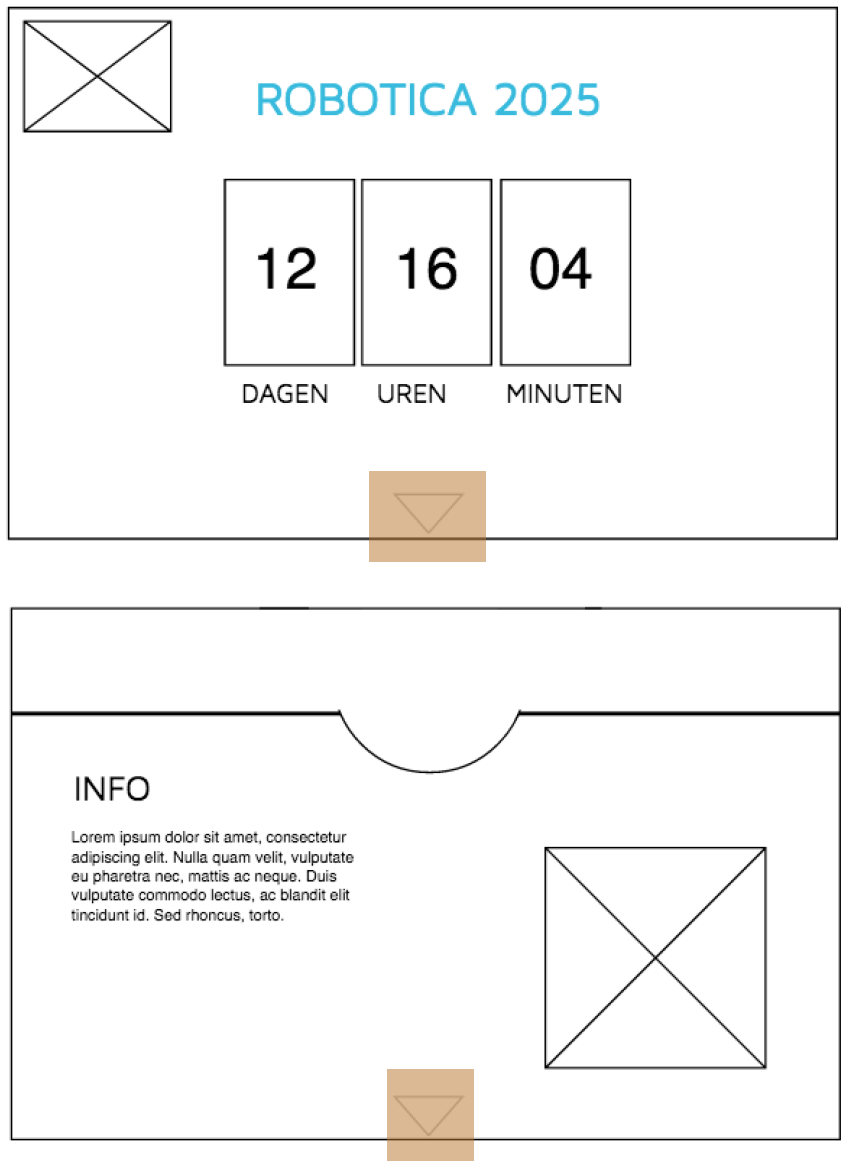 ROBOTICA 2025
12 16 04
DAGEN UREN MINUTEN
INFO
Lorem ipsum dolor sit amet, consectetur
adipiscing elit. Nulla quam velit, vulputate
eu pharetra nec, mattis ac neque. Duis
vulputate commodo lectus, ac blandit elit
tincidunt id. Sed rhoncus, torto.